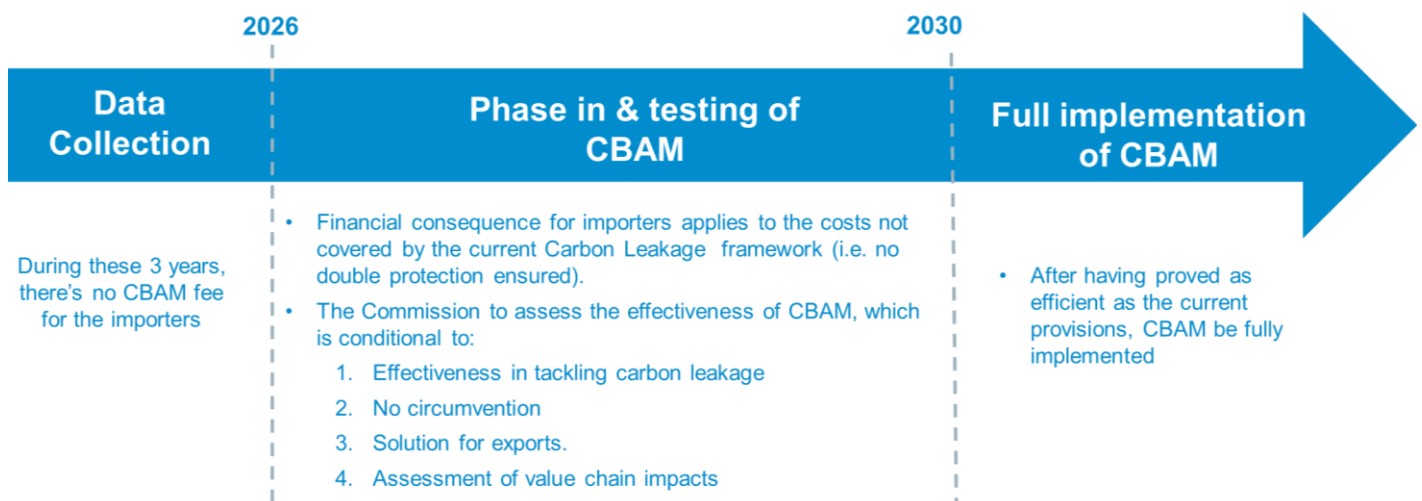 2026
2030
Data
Collection
Phase in & testing of
CBAM
Full implementation
of CBAM
During these 3 years,
there's no CBAM fee
for the importers
• Financial consequence for importers applies to the costs not
covered by the current Carbon Leakage framework (i.e. no
double protection ensured).
• The Commission to assess the effectiveness of CBAM, which
is conditional to:
1. Effectiveness in tackling carbon leakage
2. No circumvention
3. Solution for exports.
4. Assessment of value chain impacts
• After having proved as
efficient as the current
provisions, CBAM be fully
implemented